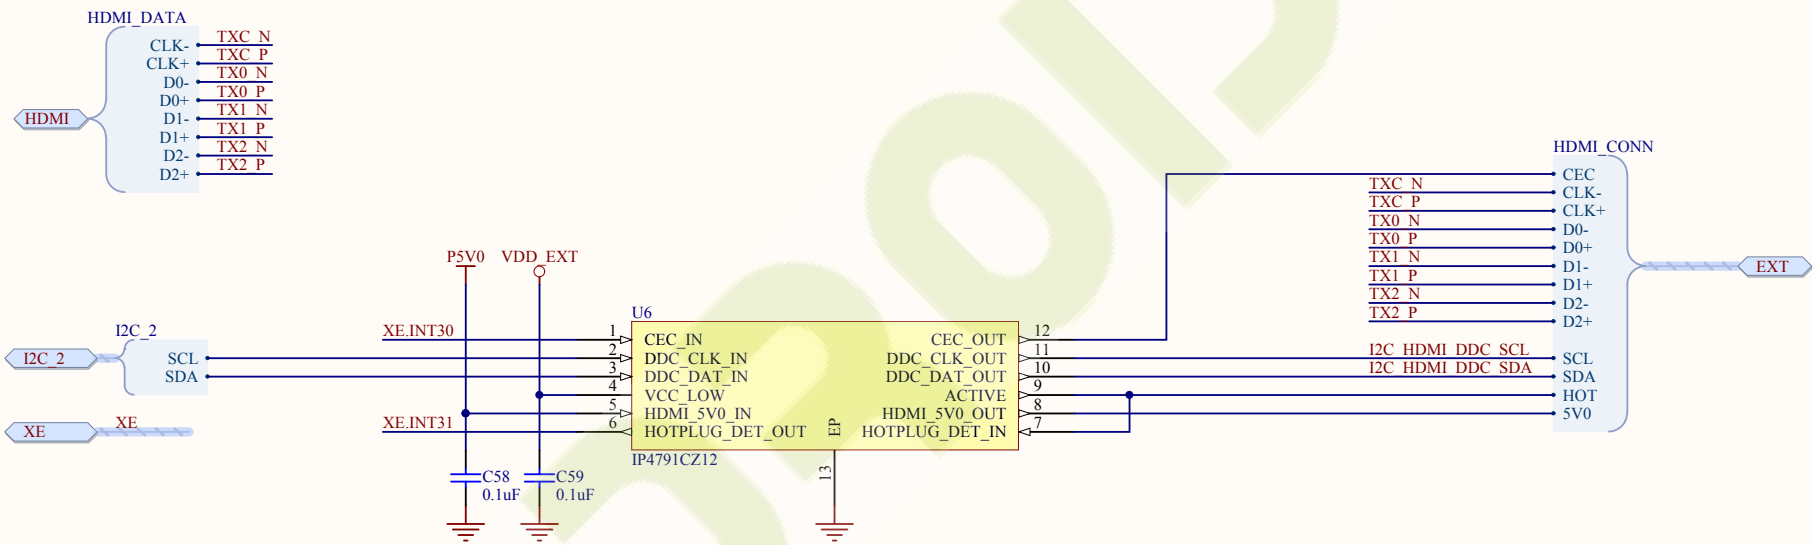 HDMI_DATA
HDMI
CLK- TXC_N
CLK+ TXC_P
D0- TX0_N
D0+ TX0_P
D1- TX1_N
D1+ TX1_P
D2- TX2_N
D2+ TX2_P
HDMI_CONN
CEC
TXC_N CLK-
TXC_P CLK+
TX0_N D0-
TX0_P D0+
TX1_N D1-
TX1_P D1+
TX2_N D2-
TX2_P D2+
EXT
I2C_HDMI_DDC_SCL SCL
I2C_HDMI_DDC_SDA SDA
HOT
5V0
P5V0 VDD_EXT
I2C_2
I2C_2
SCL
SDA
XE XE
XE.INT30
XE.INT31
U6
1 CEC_IN CEC_OUT 12
2 DDC_CLK_IN DDC_CLK_OUT 11
3 DDC_DAT_IN DDC_DAT_OUT 10
4 VCC_LOW ACTIVE 9
5 HDMI_5V0_IN HDMI_5V0_OUT 8
6 HOTPLUG_DET_OUT HOTPLUG_DET_IN 7
EP
13
IP4791CZ12
C58
0.1uF
C59
0.1uF